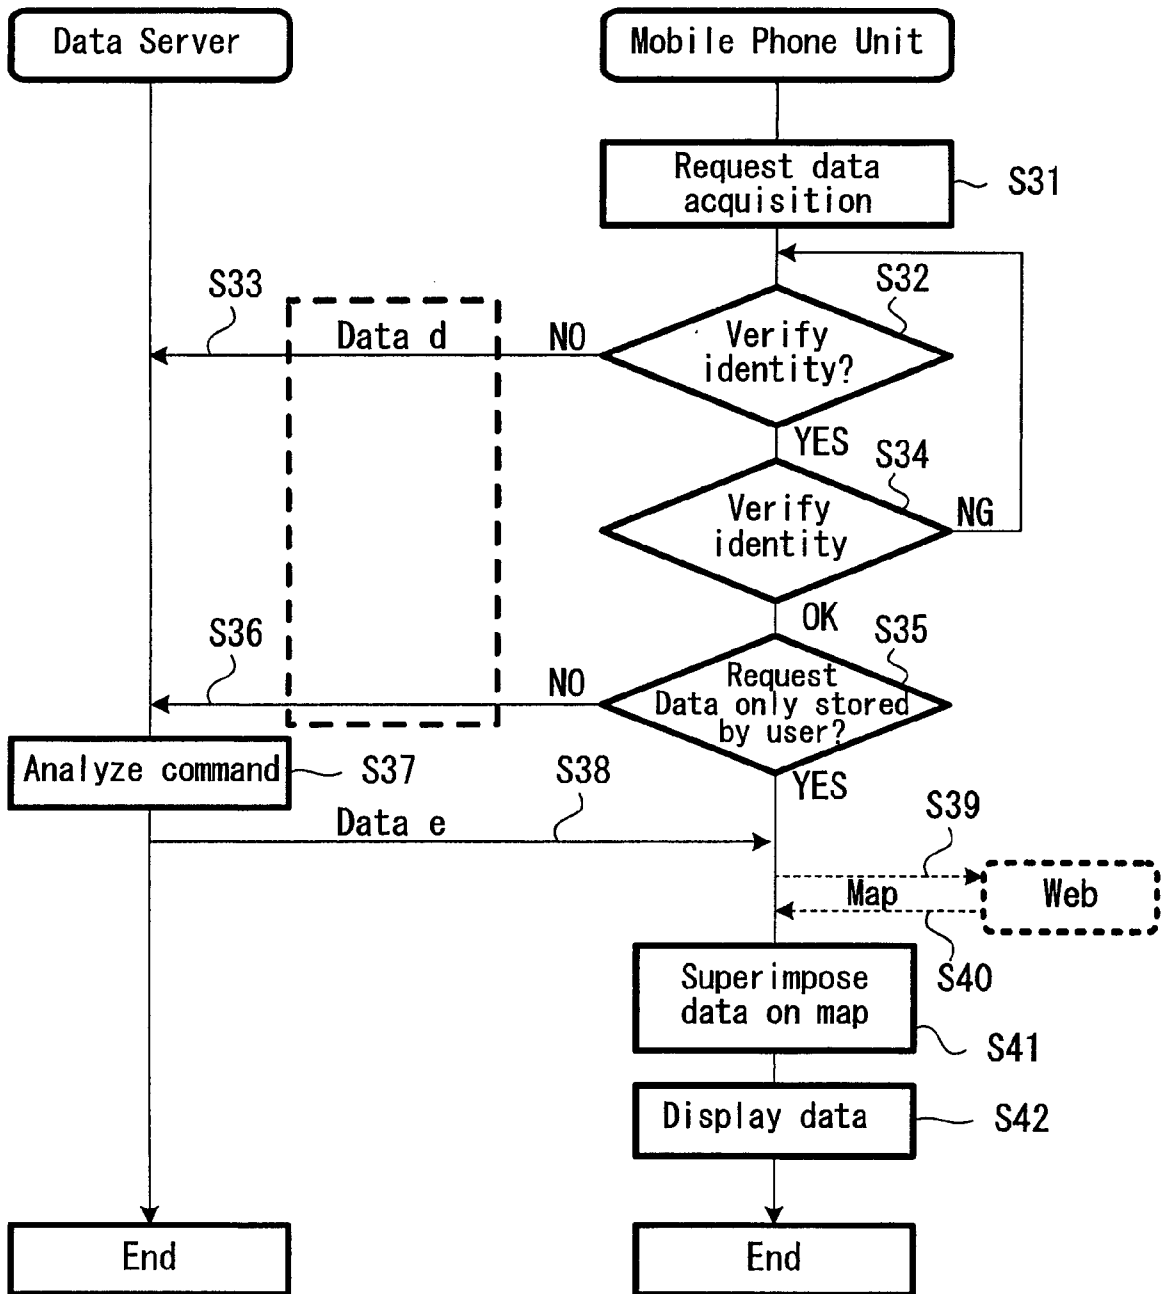 Data Server
Mobile Phone Unit
Request data
acquisition
S31
S33
S32
Data d
NO
Verify
identity?
YES
S34
Verify
identity
NG
OK
S36
S35
NO
Request
Data only stored
by user?
Analyze command
S37
S38
YES
Data e
S39
Map
Web
S40
Superimpose
data on map
S41
Display data
S42
End
End